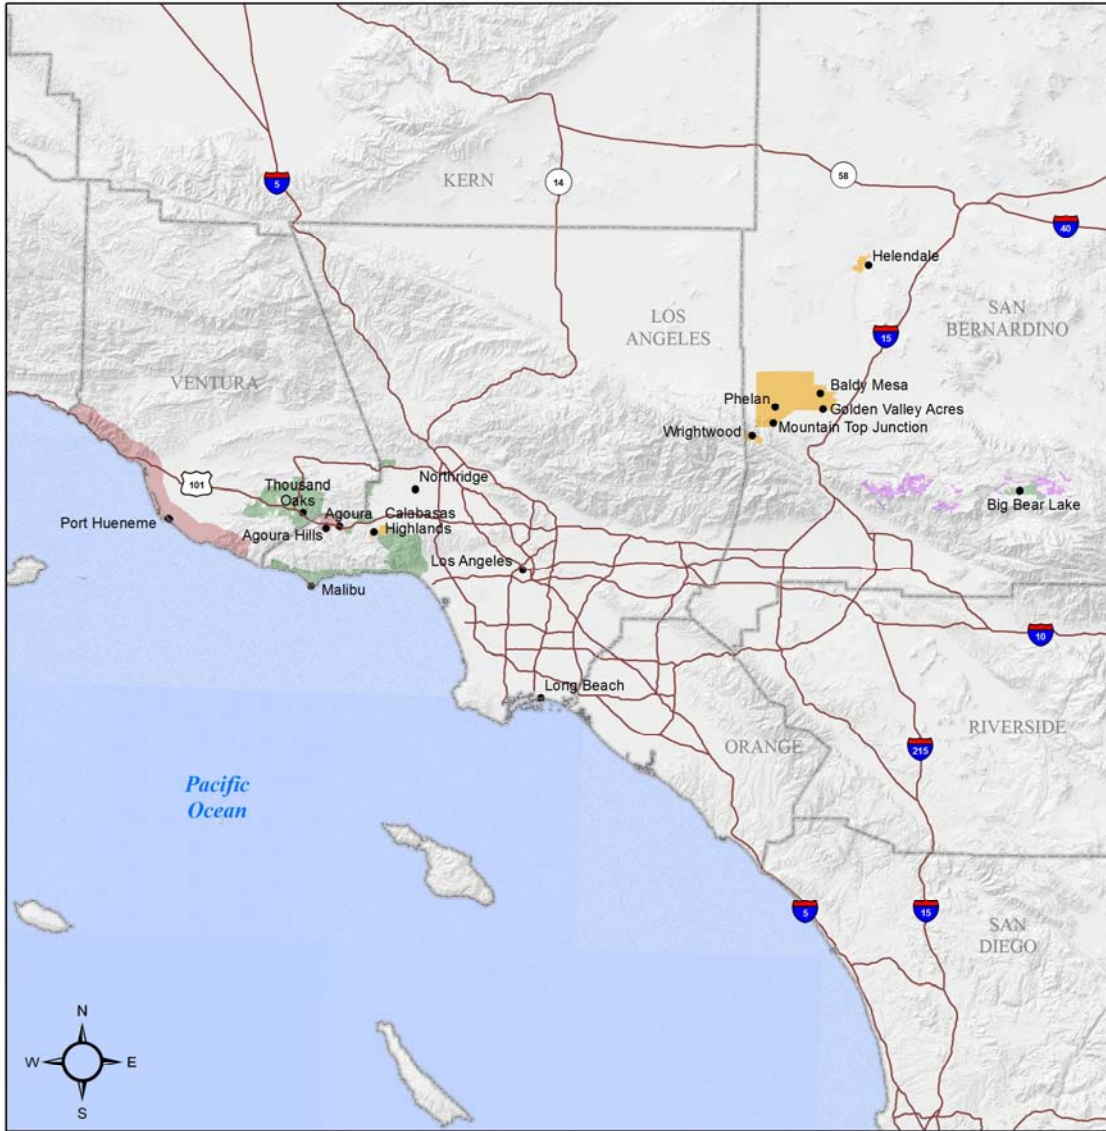 5
KERN
14
58
40
Helendale
LOS
ANGELES
SAN
BERNARDINO
15
VENTURA
Baldy Mesa
Phelan
Golden Valley Acres
Mountain Top Junction
Wrightwood
101
Thousand
Oaks
Northridge
Port Hueneme
Agoura
Calabasas
Highlands
Agoura Hills
Big Bear Lake
Los Angeles
Malibu
10
Long Beach
ORANGE
RIVERSIDE
215
Pacific
Ocean
5
15
SAN
DIEGO
N
W
E
S